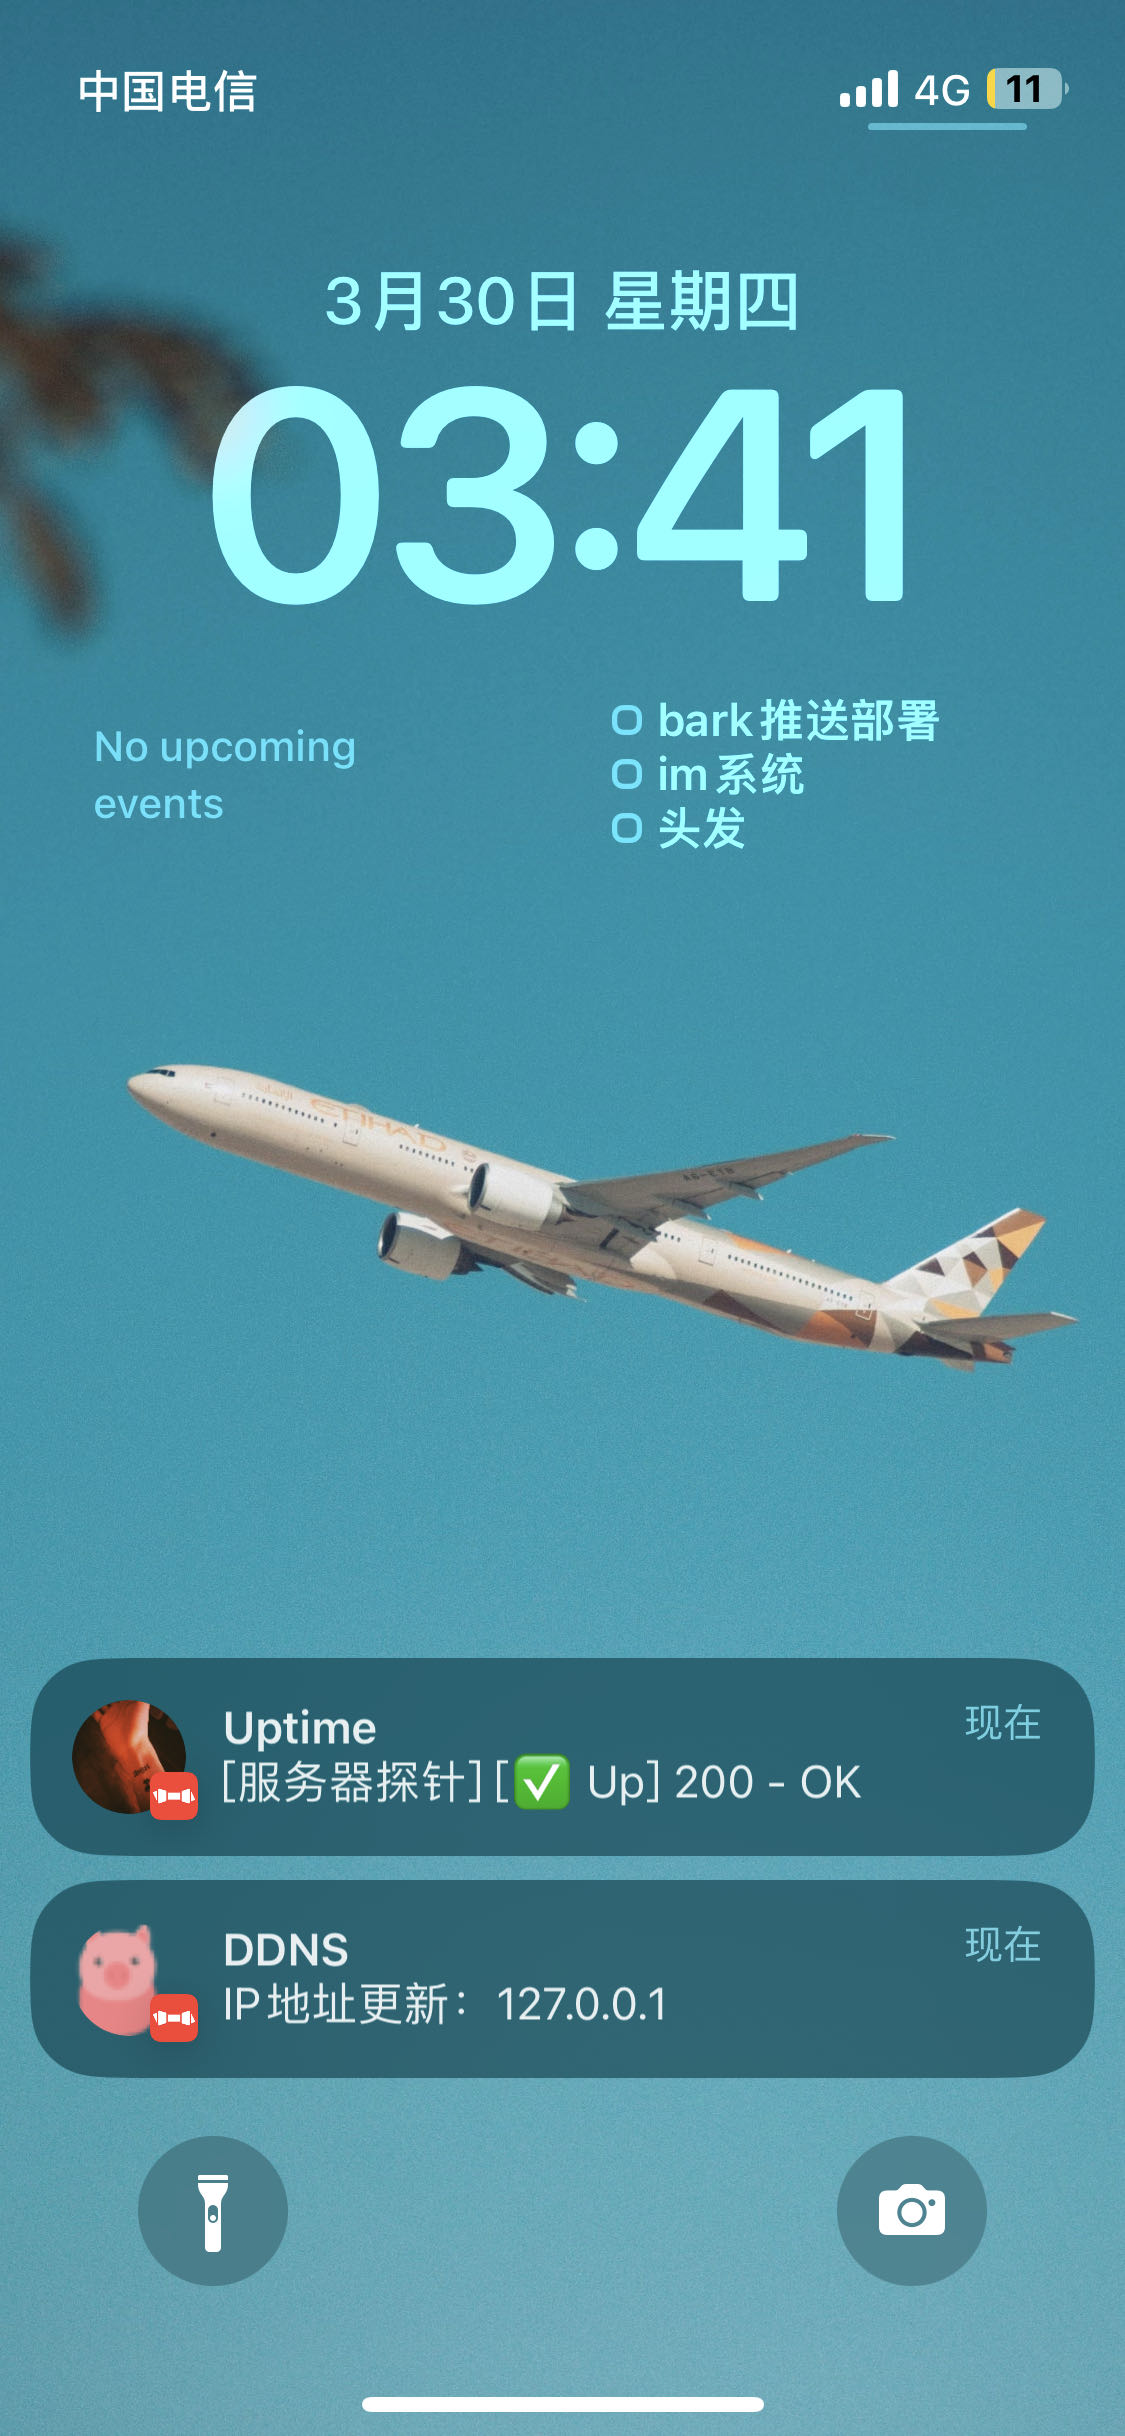 中国电信 4G 11
3月30日 星期四
03:41
No upcoming
events
bark推送部署
im系统
头发
ETIHAD
Uptime 现在
[服务器探针] [✅ Up] 200 - OK
DDNS 现在
IP地址更新：127.0.0.1